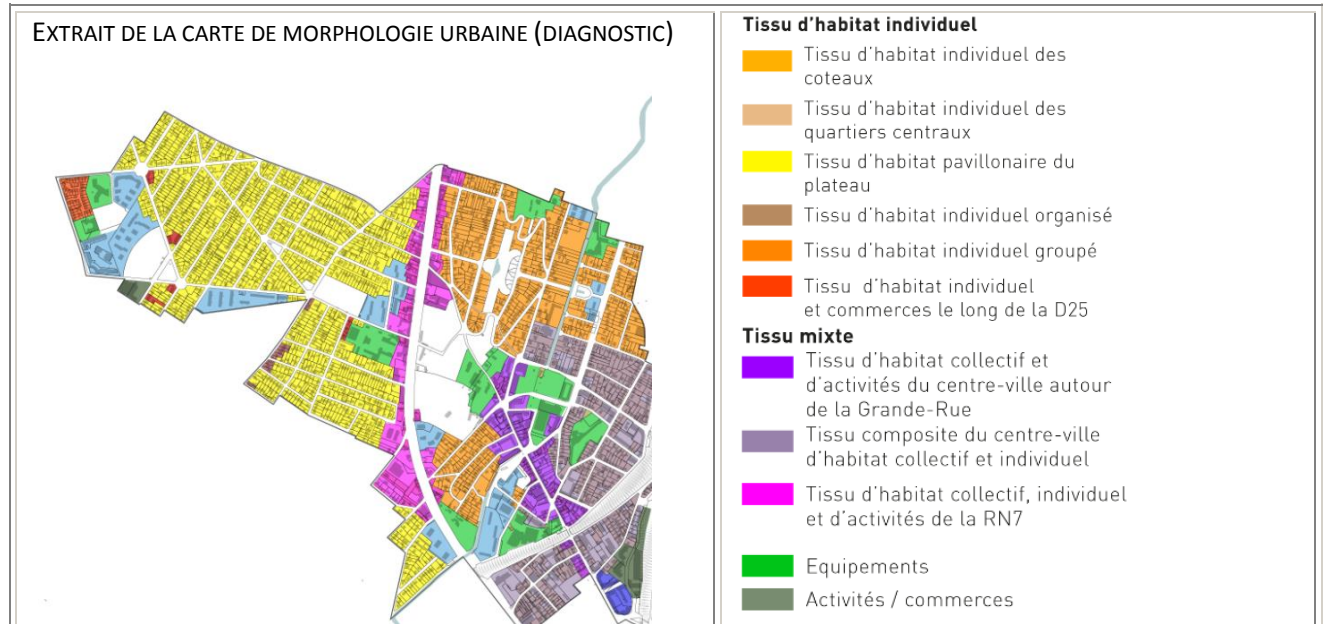 EXTRAIT DE LA CARTE DE MORPHOLOGIE URBAINE (DIAGNOSTIC)
Tissu d'habitat individuel
Tissu d'habitat individuel des
coteaux
Tissu d'habitat individuel des
quartiers centraux
Tissu d'habitat pavillonaire du
plateau
Tissu d'habitat individuel organisé
Tissu d'habitat individuel groupé
Tissu d'habitat individuel
et commerces le long de la D25
Tissu mixte
Tissu d'habitat collectif et
d'activités du centre-ville autour
de la Grande-Rue
Tissu composite du centre-ville
d'habitat collectif et individuel
Tissu d'habitat collectif, individuel
et d'activités de la RN7
Equipements
Activités / commerces